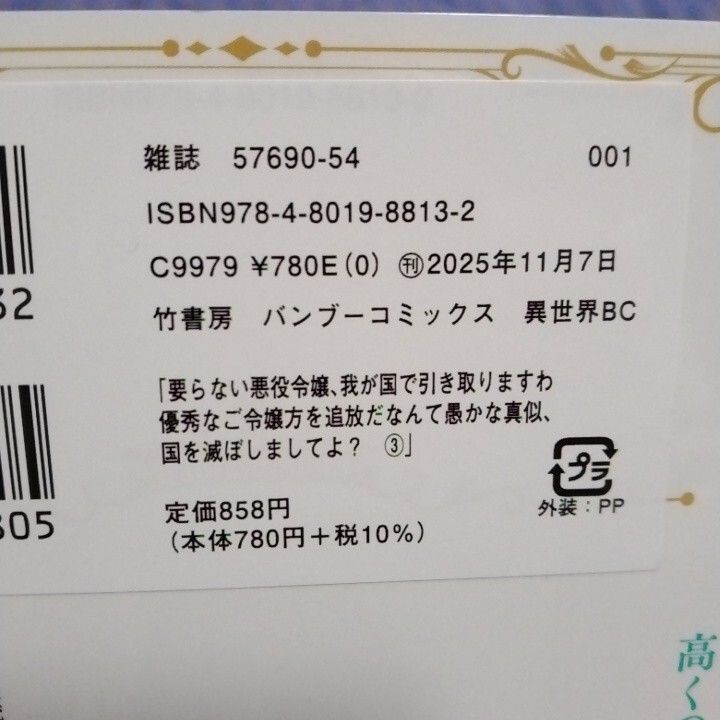 雑誌 57690-54 001
ISBN978-4-8019-8813-2
C9979 ¥780E(0) ㊖2025年11月7日
竹書房 バンブーコミックス 異世界BC
「要らない悪役令嬢、我が国で引き取りますわ
優秀なご令嬢方を追放だなんて愚かな真似、
国を滅ぼしましてよ? ③」
定価858円
(本体780円+税10%)
プラ
外装:PP
32
805
高く